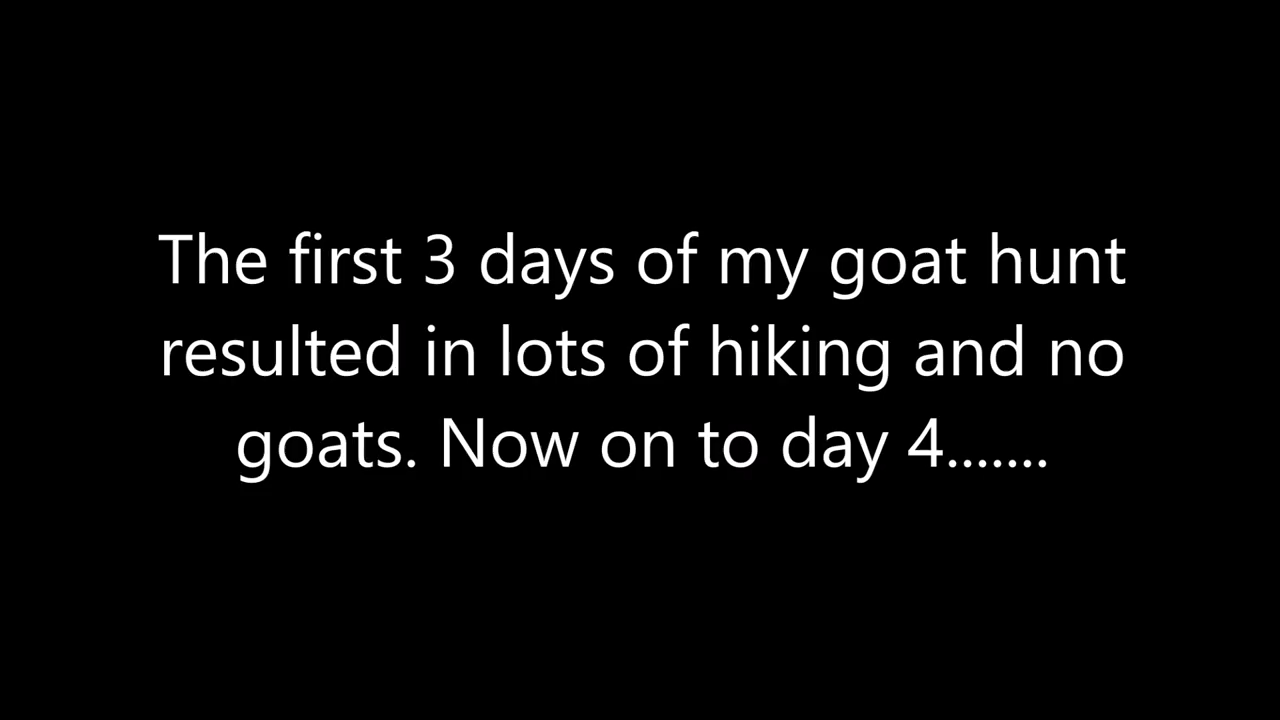 The first 3 days of my goat hunt
resulted in lots of hiking and no
goats. Now on to day 4.......